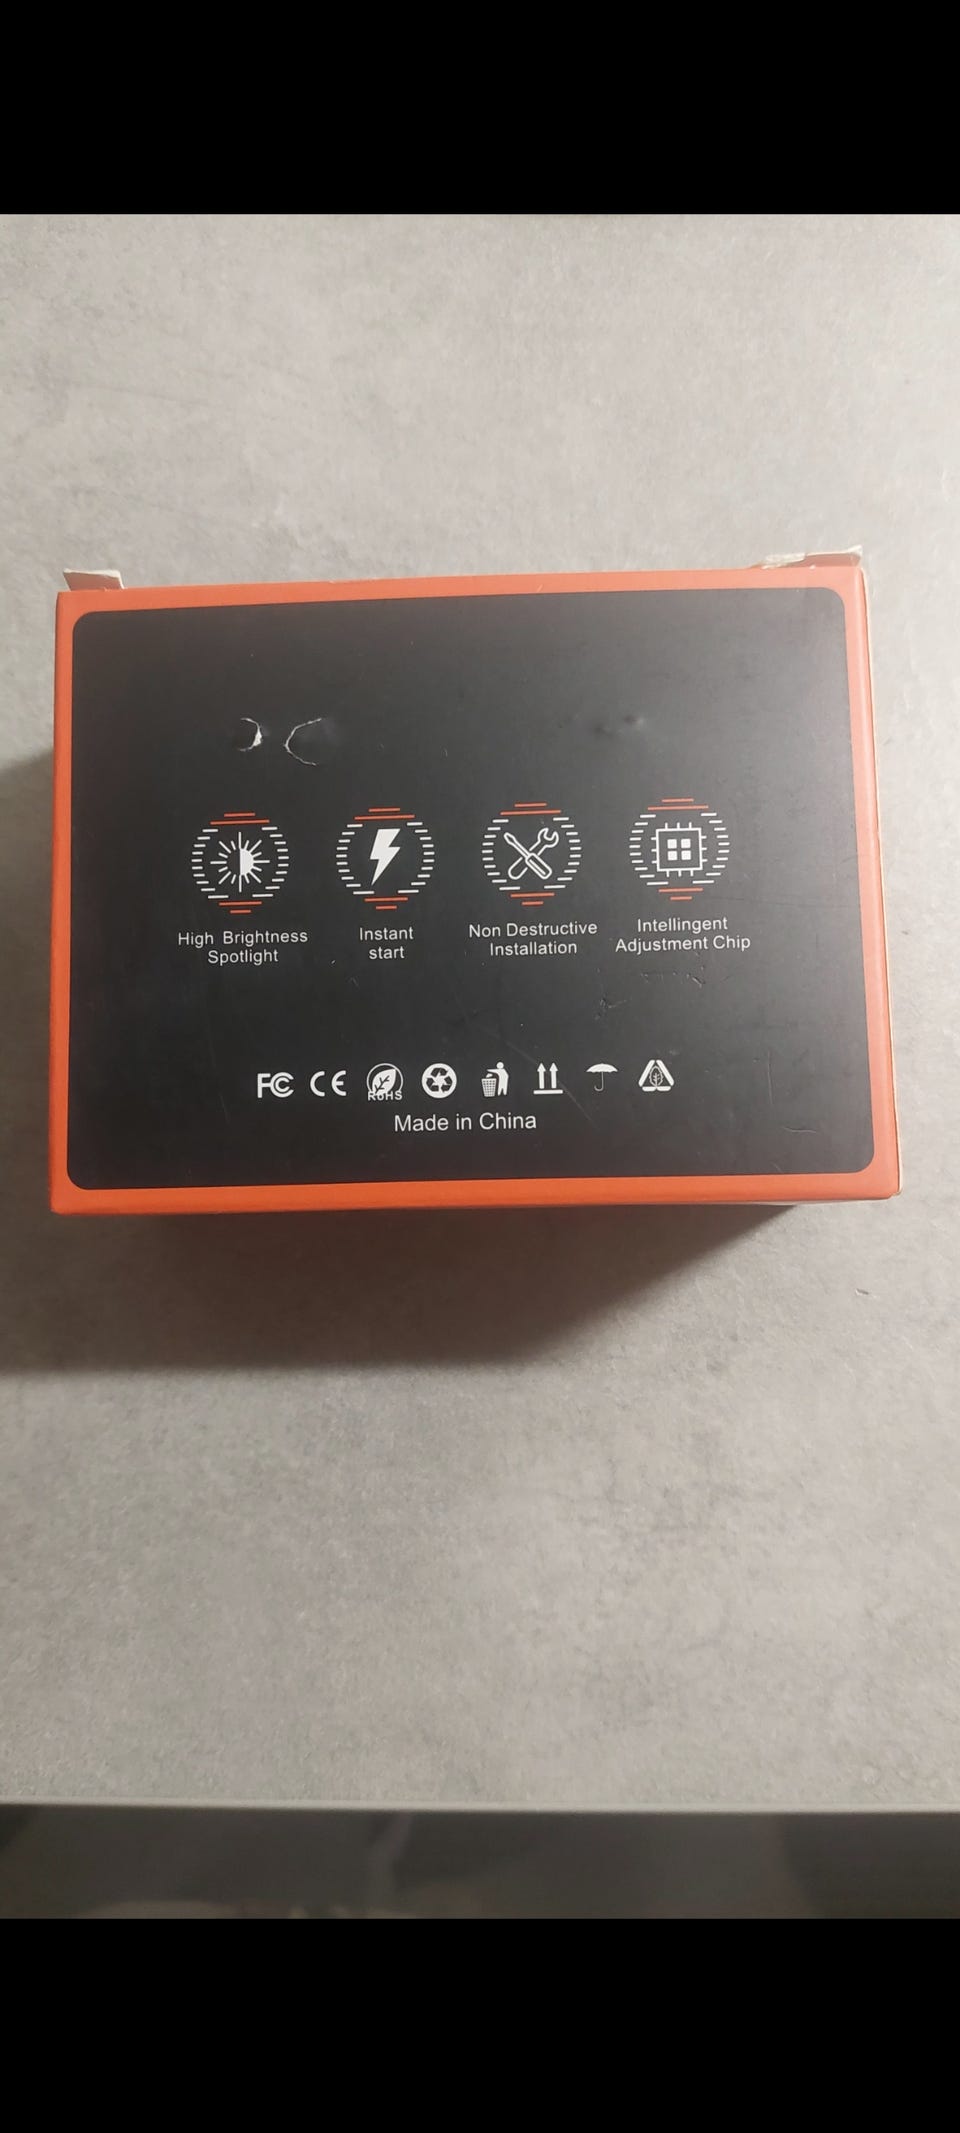 High Brightness
Spotlight
Instant
start
Non Destructive
Installation
Intellingent
Adjustment Chip
FC CE RoHS
Made in China